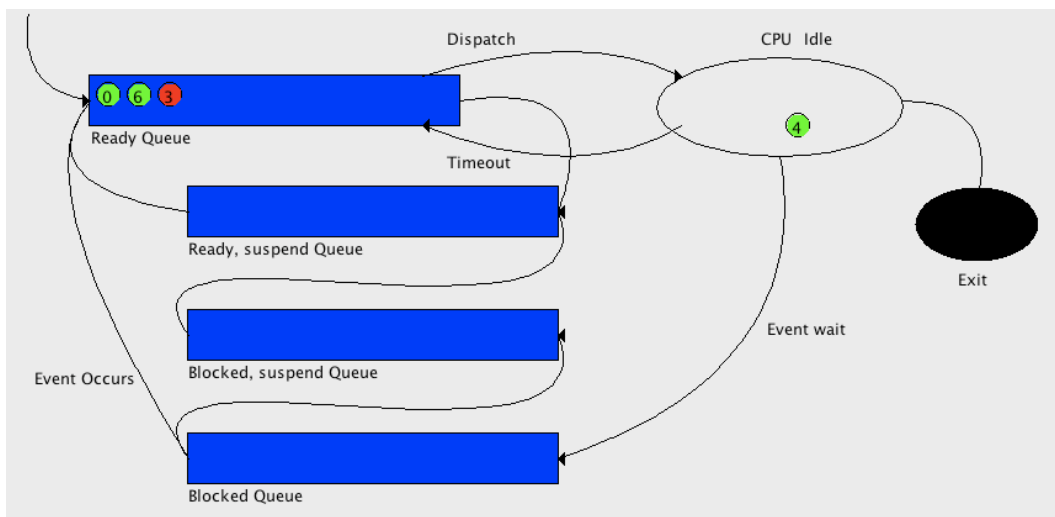 Dispatch
CPU Idle
0 6 3
4
Ready Queue
Timeout
Ready, suspend Queue
Exit
Event wait
Blocked, suspend Queue
Event Occurs
Blocked Queue